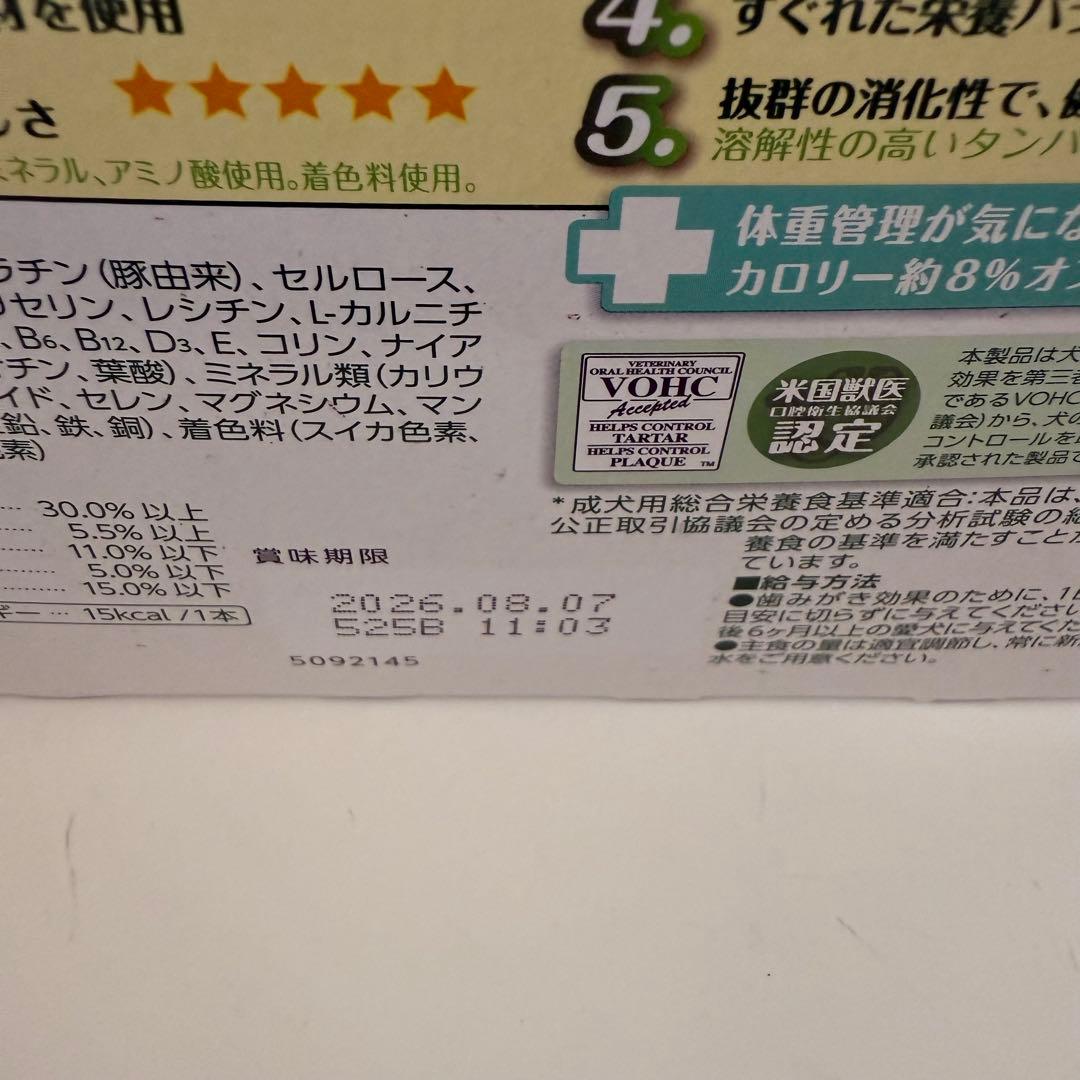 材を使用
しさ
ネラル、アミノ酸使用。着色料使用。
4.
すぐれた栄養バラ
5.
抜群の消化性で、健
溶解性の高いタンパ
体重管理が気にな
カロリー約8%オフ
ラチン（豚由来）、セルロース、
リセリン、レシチン、L-カルニチ
、B6、B12、D3、E、コリン、ナイア
チン、葉酸）、ミネラル類（カリウ
イド、セレン、マグネシウム、マン
亜鉛、鉄、銅）、着色料（スイカ色素、
色素）
VETERINARY
ORAL HEALTH COUNCIL
VOHC
Accepted
HELPS CONTROL
TARTAR
HELPS CONTROL
PLAQUE ™
米国獣医
口腔衛生協議会
認定
本製品は犬
効果を第三者
であるVOHC
議会）から、犬の
コントロールを
承認された製品で
*成犬用総合栄養食基準適合：本品は、
公正取引協議会の定める分析試験の結
養食の基準を満たすことが
ています。
■給与方法
●歯みがき効果のために、1日
目安に切らずに与えてください
後6ヶ月以上の愛犬に与えてくだ
●主食の量は適宜調節し、常に新
水をご用意ください。
… 30.0%以上
…… 5.5%以上
…… 11.0%以下
…… 5.0%以下
…… 15.0%以下
ギー … 15kcal /1本
賞味期限
2026.08.07
525B 11:03
5092145